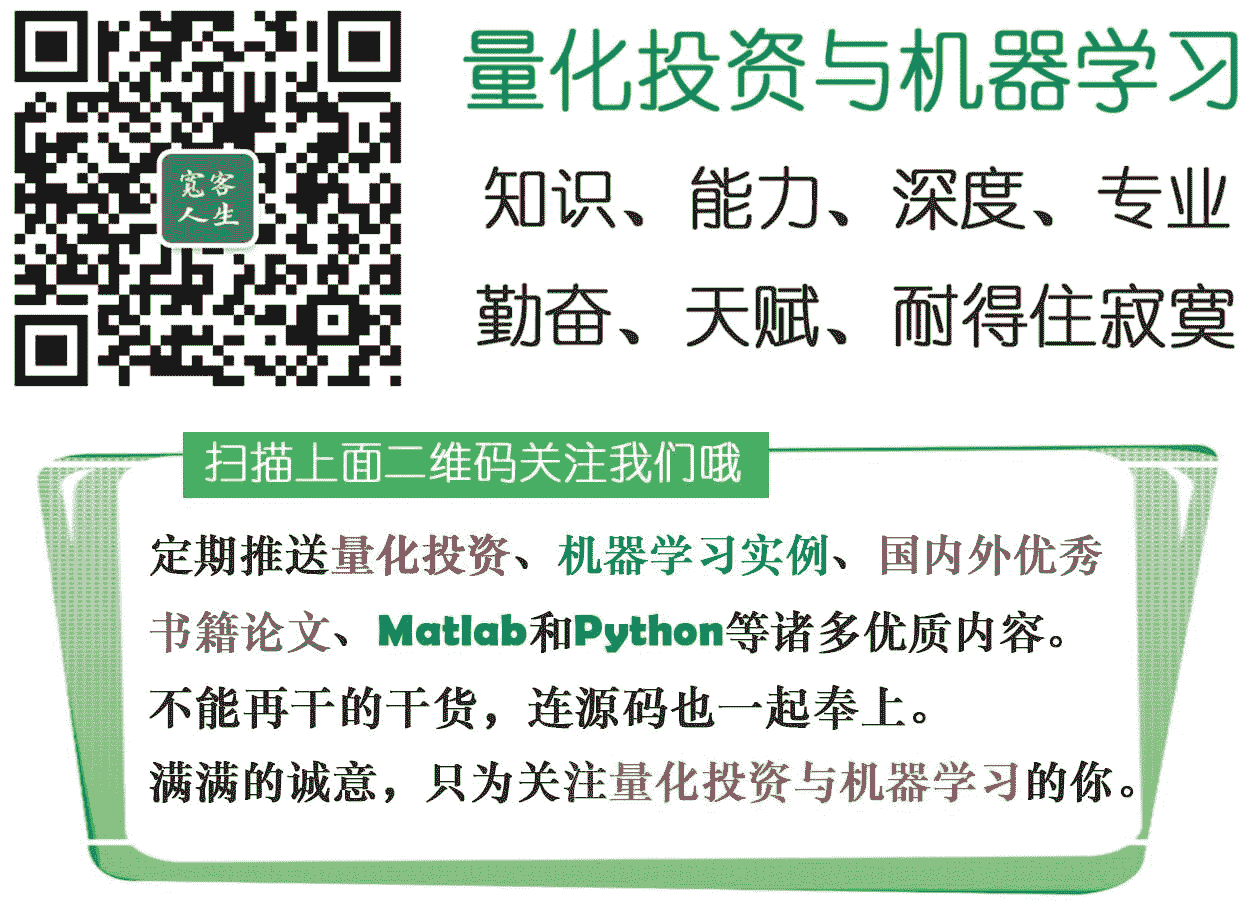 宽客
人生
量化投资与机器学习
知识、能力、深度、专业
勤奋、天赋、耐得住寂寞
扫描上面二维码关注我们哦
定期推送量化投资、机器学习实例、国内外优秀
书籍论文、Matlab和Python等诸多优质内容。
不能再干的干货，连源码也一起奉上。
满满的诚意，只为关注量化投资与机器学习的你。